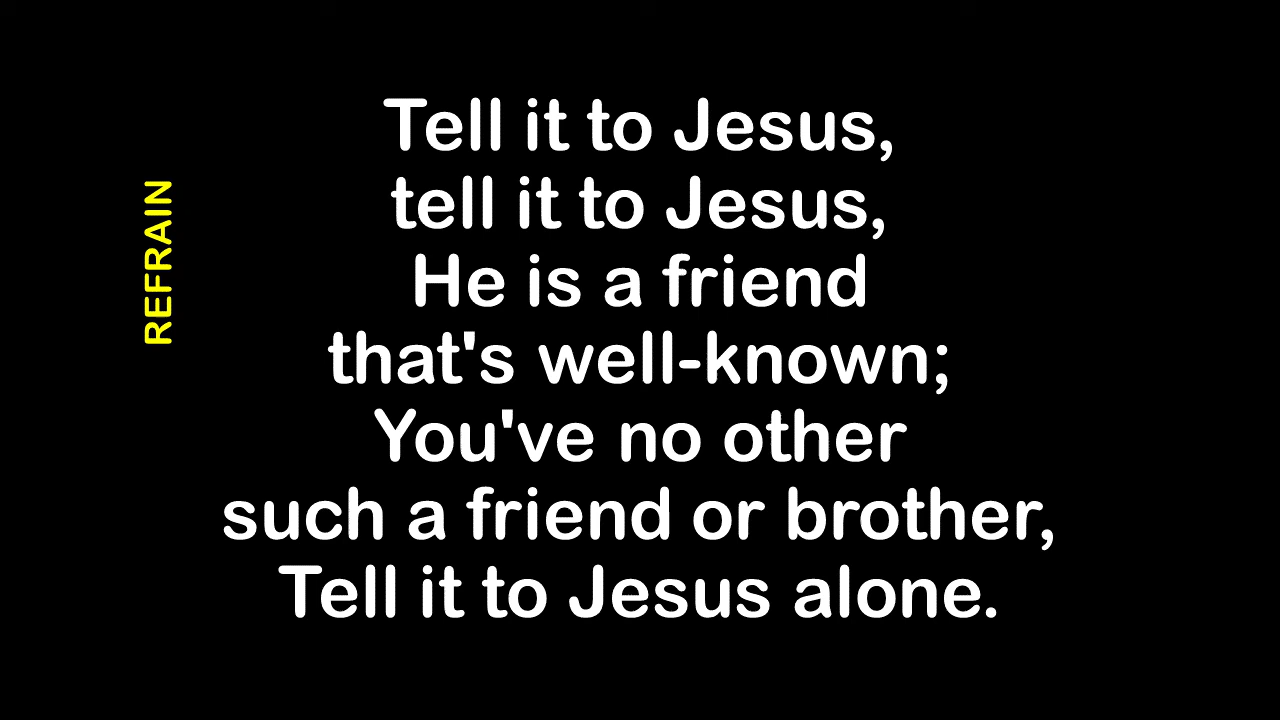 REFRAIN
Tell it to Jesus,
tell it to Jesus,
He is a friend
that's well-known;
You've no other
such a friend or brother,
Tell it to Jesus alone.